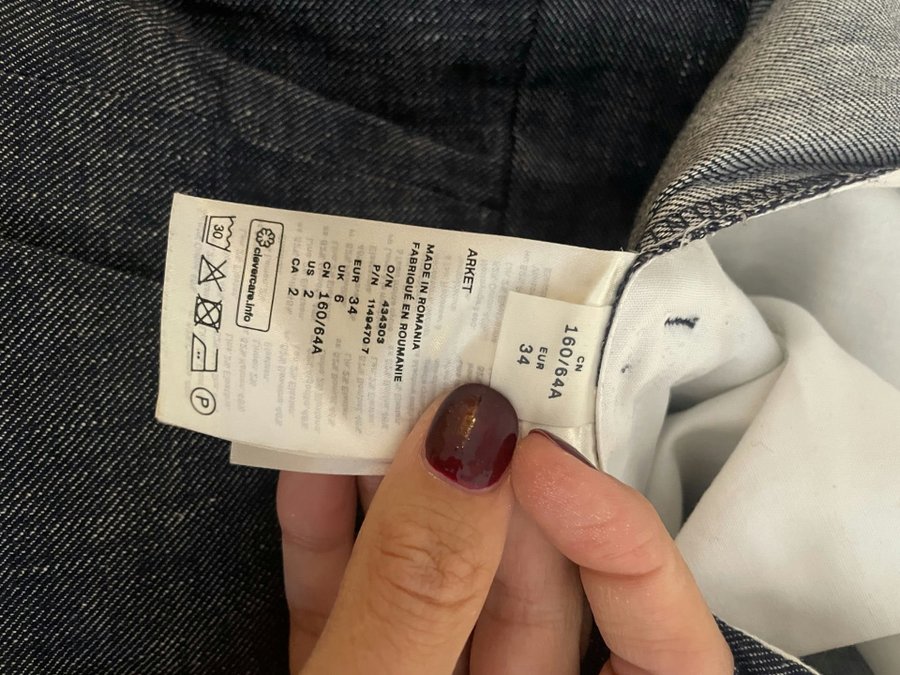 ARKET
MADE IN ROMANIA
FABRIQUÉ EN ROUMANIE
O/N 434303
P/N 1149470-7
EUR 34
UK 6
CN 160/64A
US 2
CA 2
clevercare.info
30
P
CN
160/64A
EUR
34